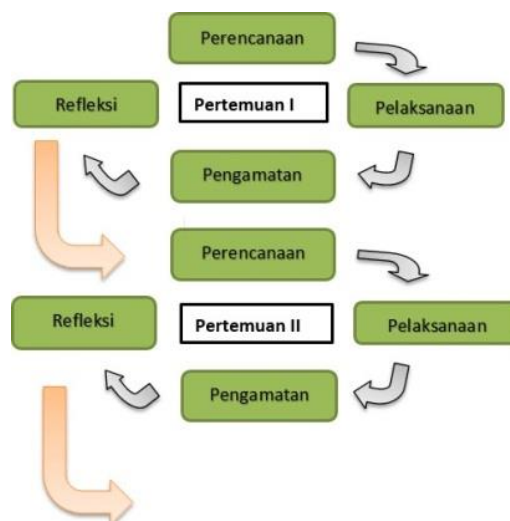 Perencanaan
Refleksi
Pertemuan I
Pelaksanaan
Pengamatan
Perencanaan
Refleksi
Pertemuan II
Pelaksanaan
Pengamatan